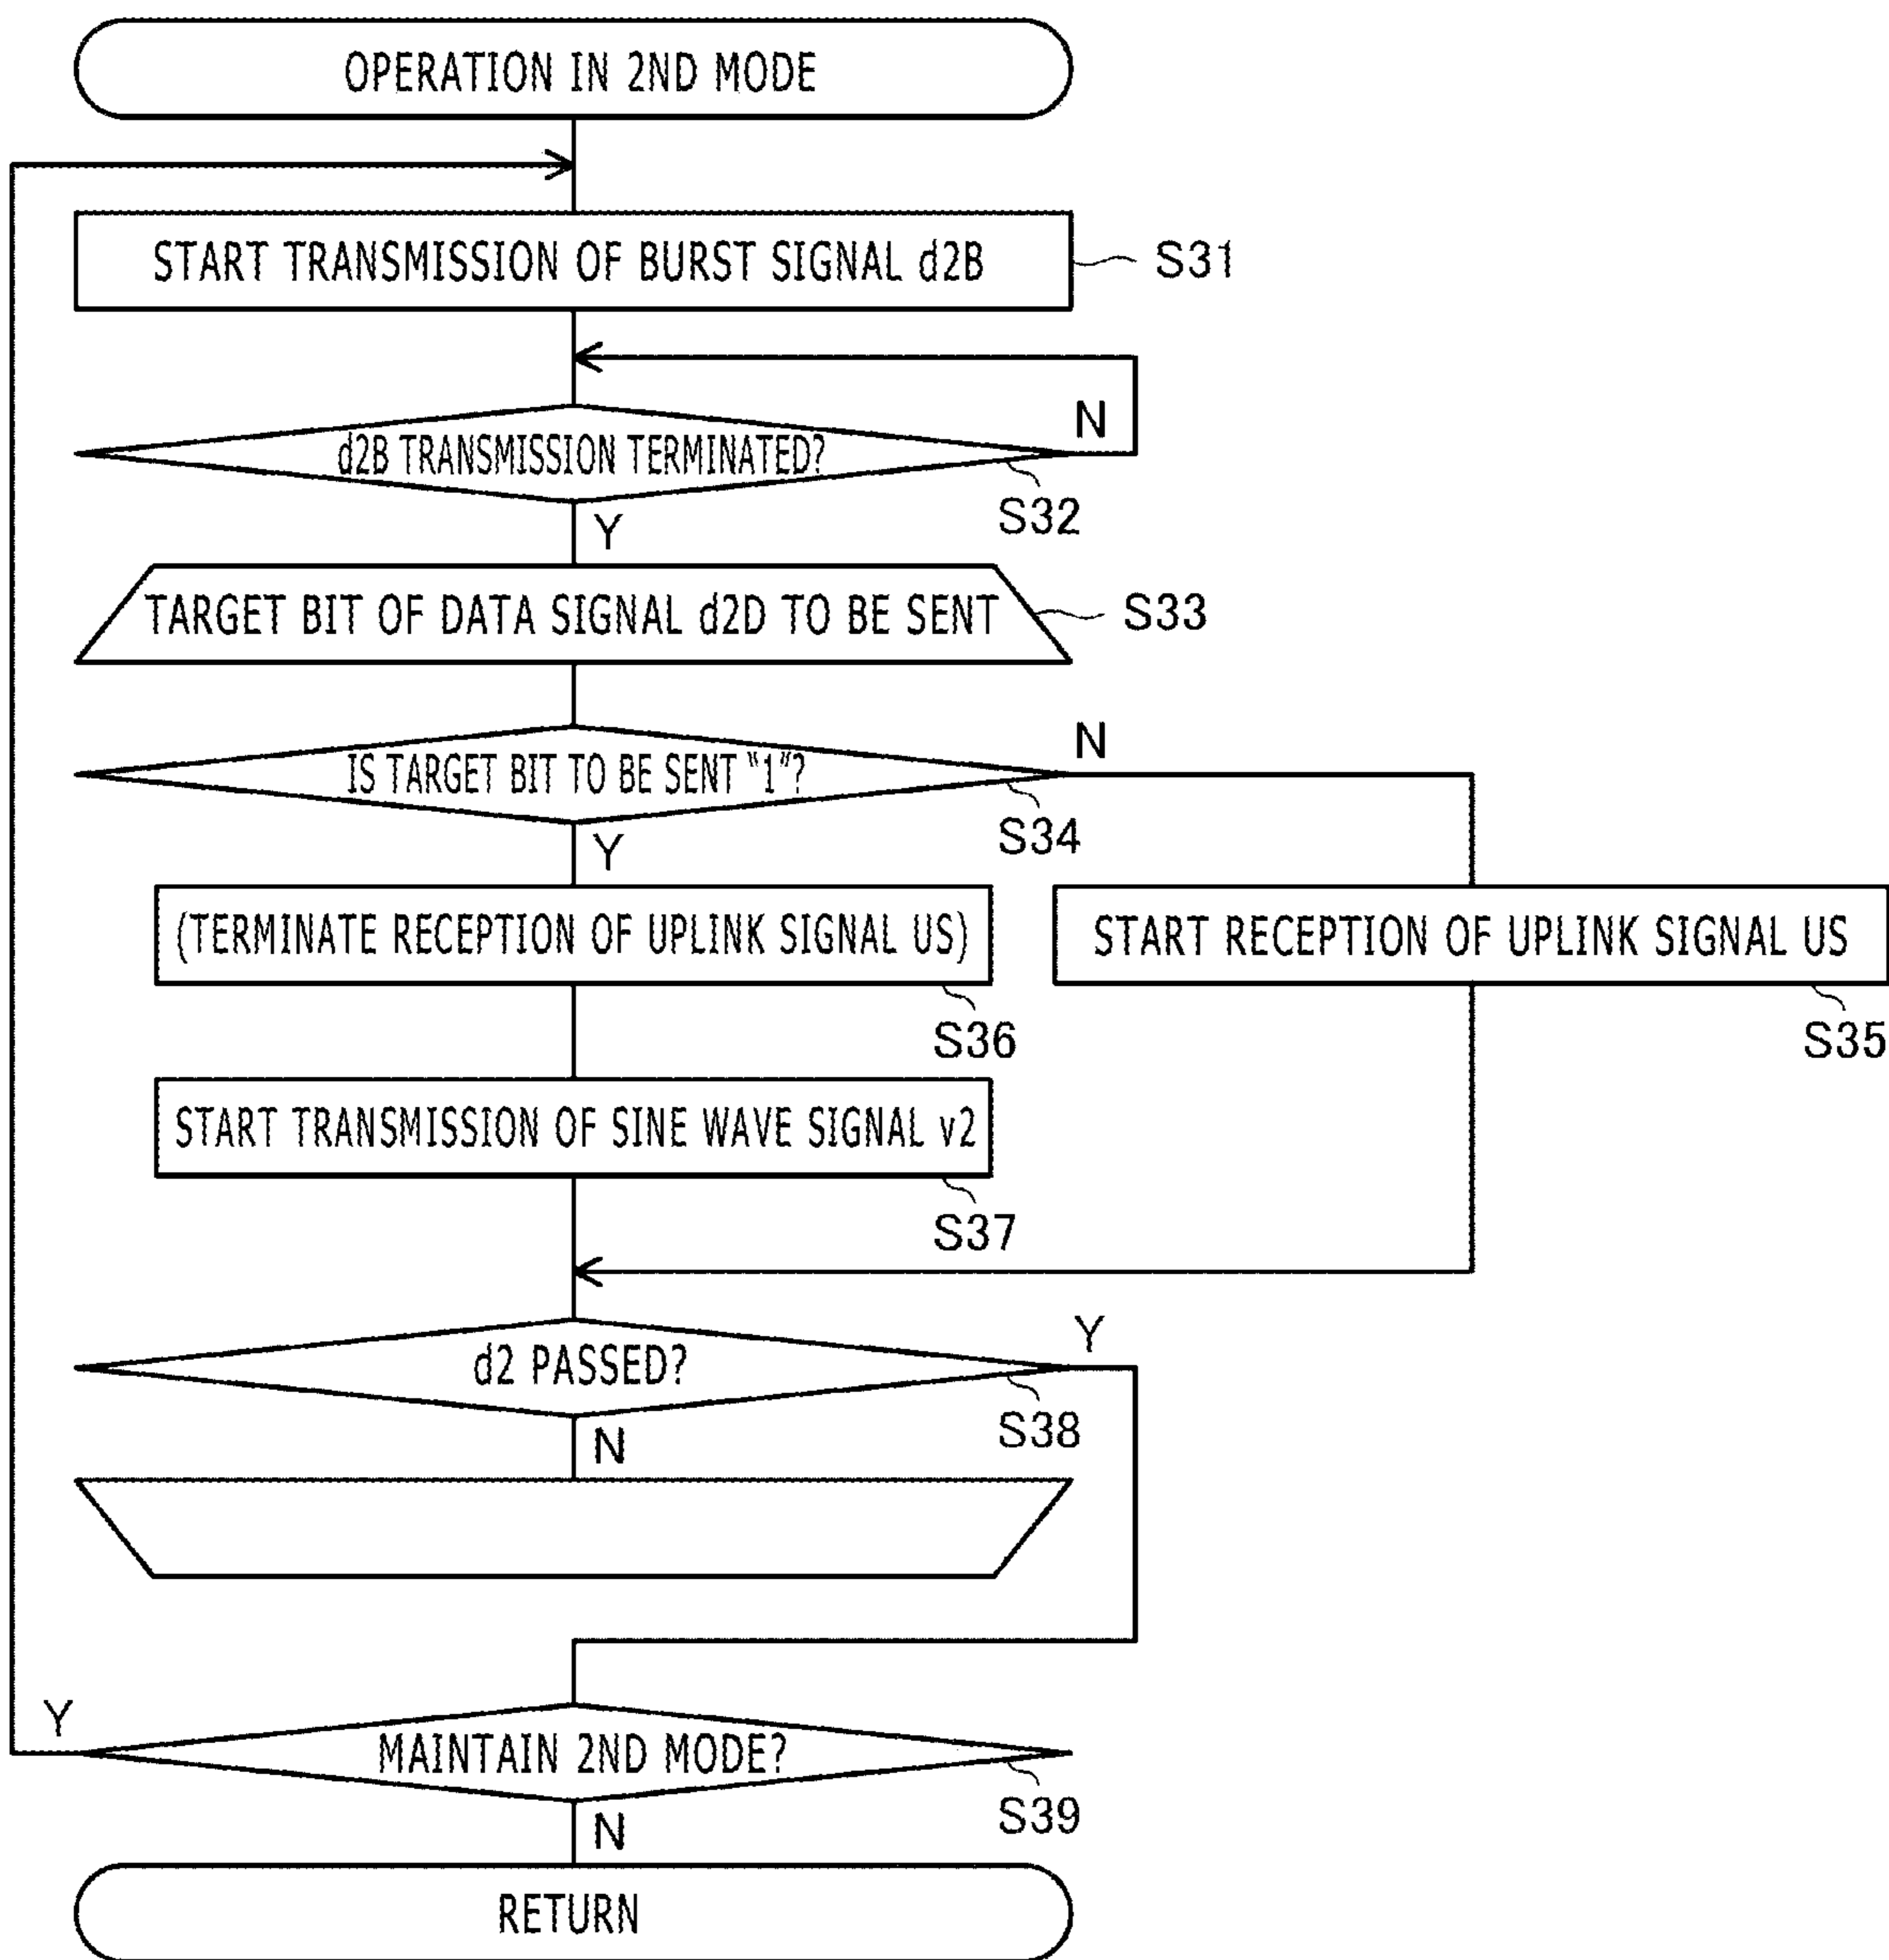 OPERATION IN 2ND MODE
START TRANSMISSION OF BURST SIGNAL d2B
S31
N
d2B TRANSMISSION TERMINATED?
S32
Y
TARGET BIT OF DATA SIGNAL d2D TO BE SENT
S33
N
IS TARGET BIT TO BE SENT "1"?
S34
Y
(TERMINATE RECEPTION OF UPLINK SIGNAL US)
START RECEPTION OF UPLINK SIGNAL US
S36
S35
START TRANSMISSION OF SINE WAVE SIGNAL v2
S37
Y
d2 PASSED?
S38
N
Y
MAINTAIN 2ND MODE?
S39
N
RETURN